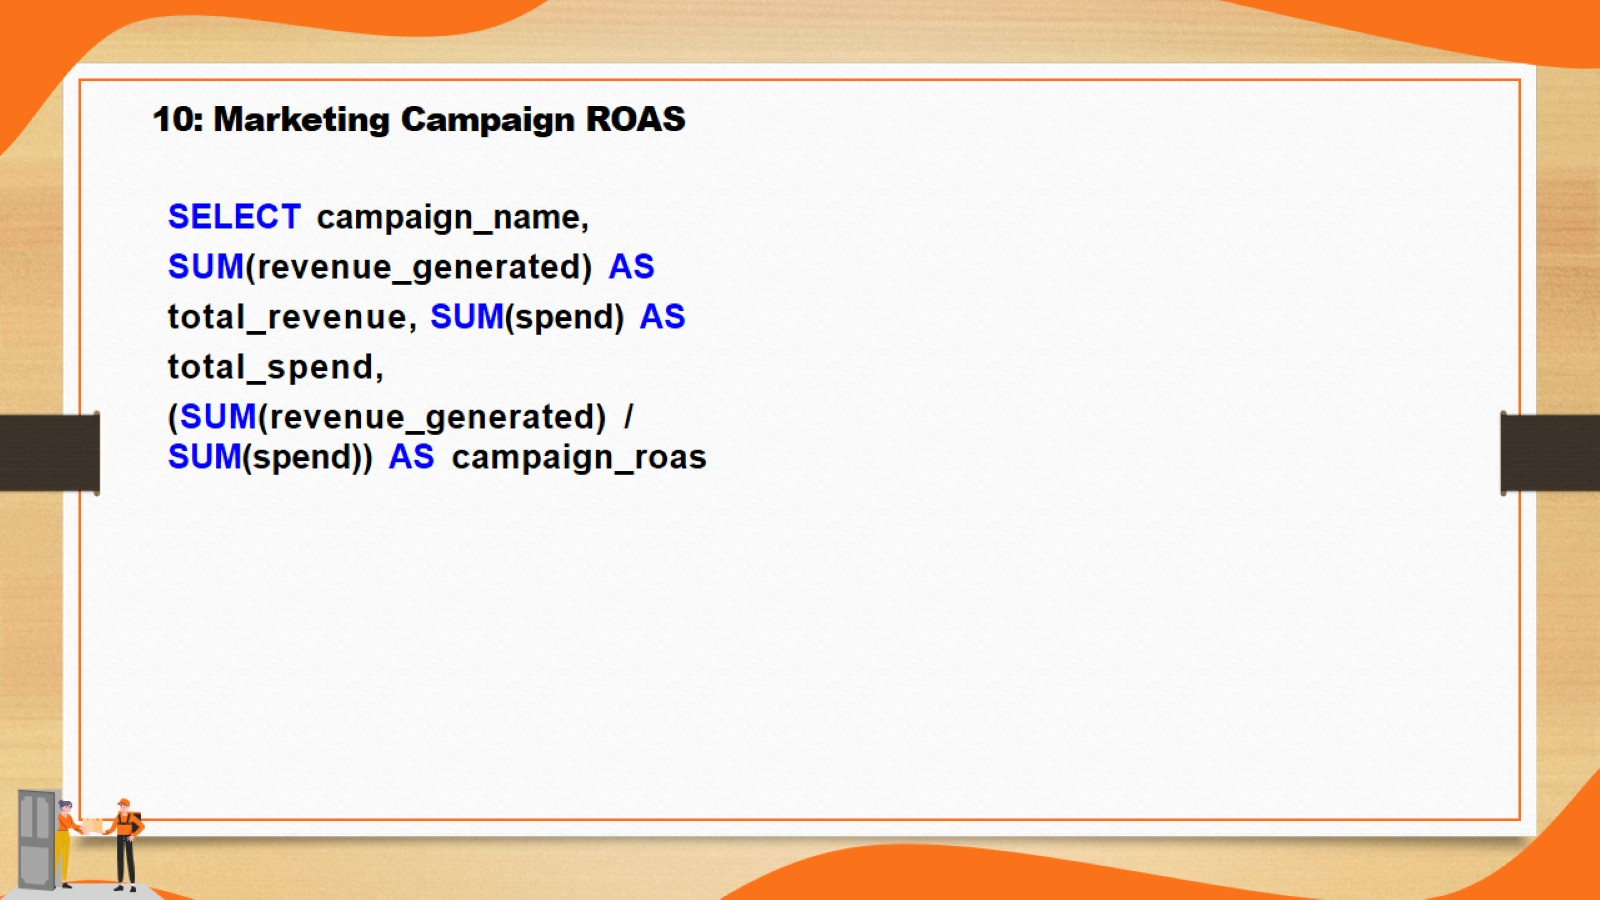 10: Marketing Campaign ROAS
SELECT campaign_name,
SUM(revenue_generated) AS
total_revenue, SUM(spend) AS
total_spend,
(SUM(revenue_generated) /
SUM(spend)) AS campaign_roas